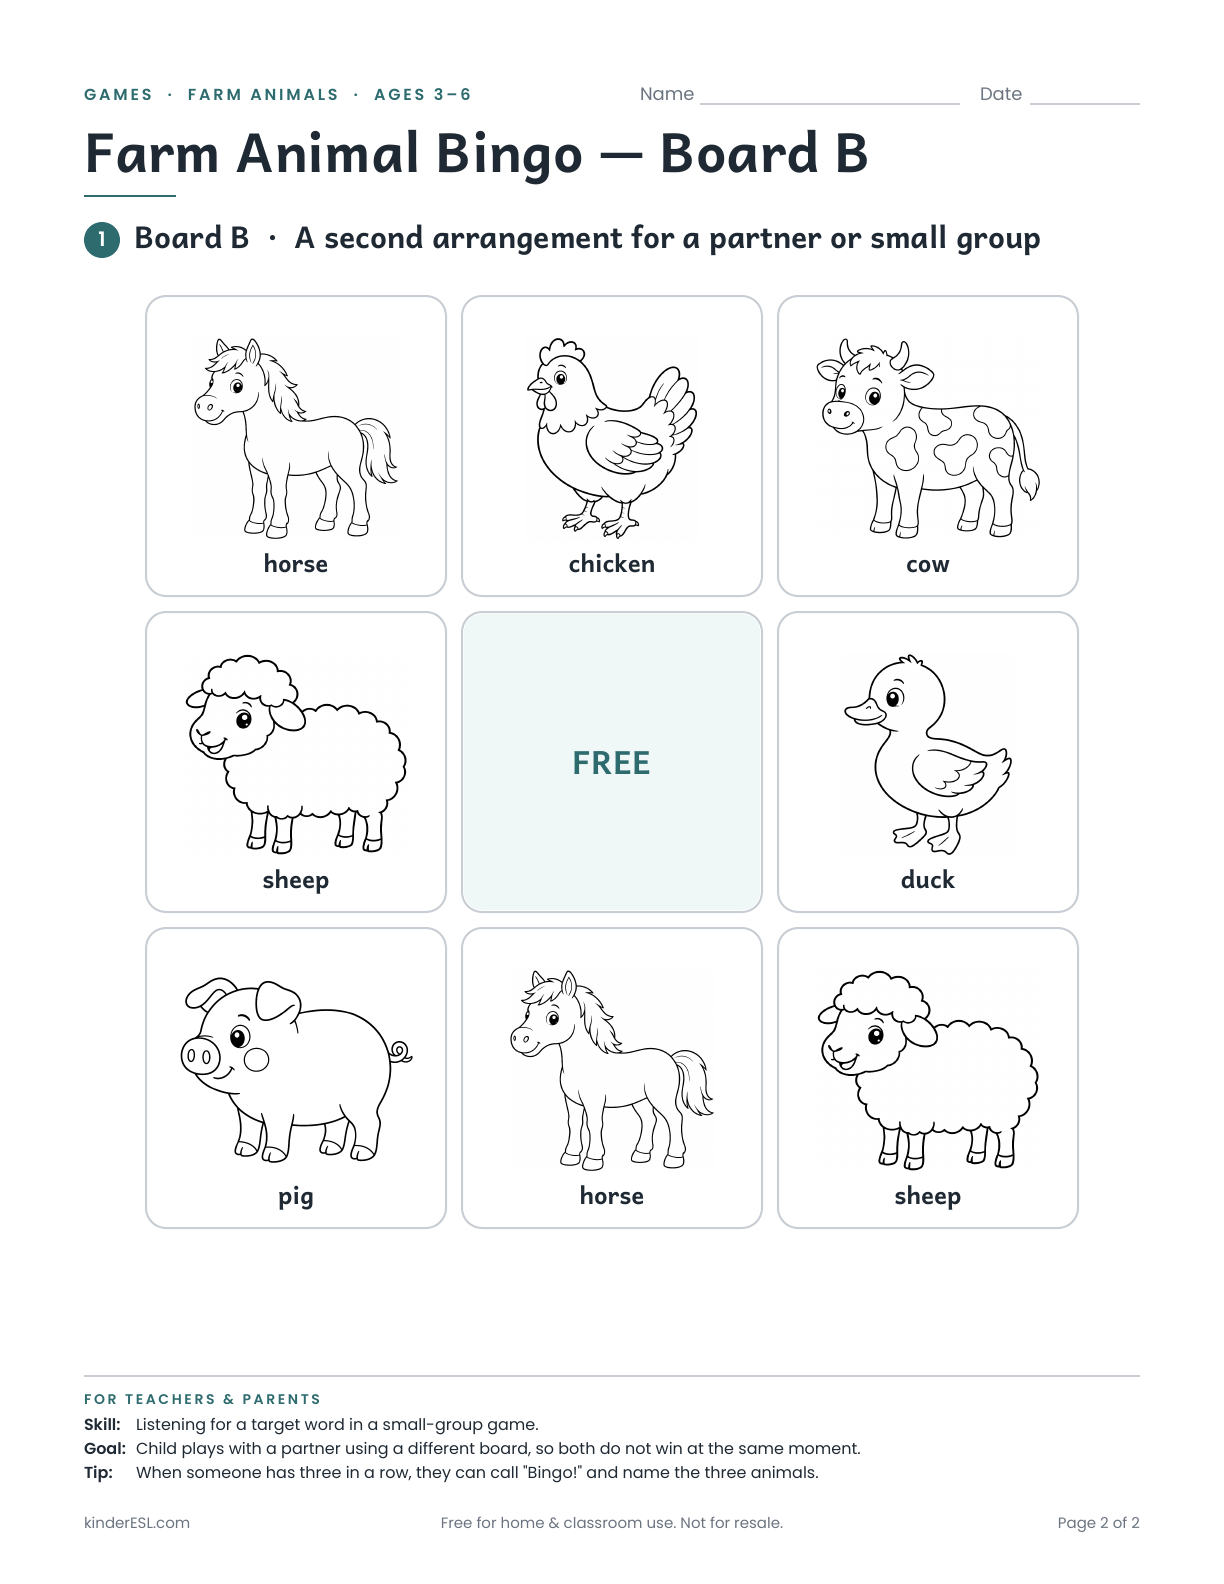 GAMES · FARM ANIMALS · AGES 3–6 Name Date
Farm Animal Bingo — Board B
1 Board B · A second arrangement for a partner or small group
horse chicken cow
sheep FREE duck
pig horse sheep
FOR TEACHERS & PARENTS
Skill: Listening for a target word in a small-group game.
Goal: Child plays with a partner using a different board, so both do not win at the same moment.
Tip: When someone has three in a row, they can call "Bingo!" and name the three animals.
kinderESL.com Free for home & classroom use. Not for resale. Page 2 of 2